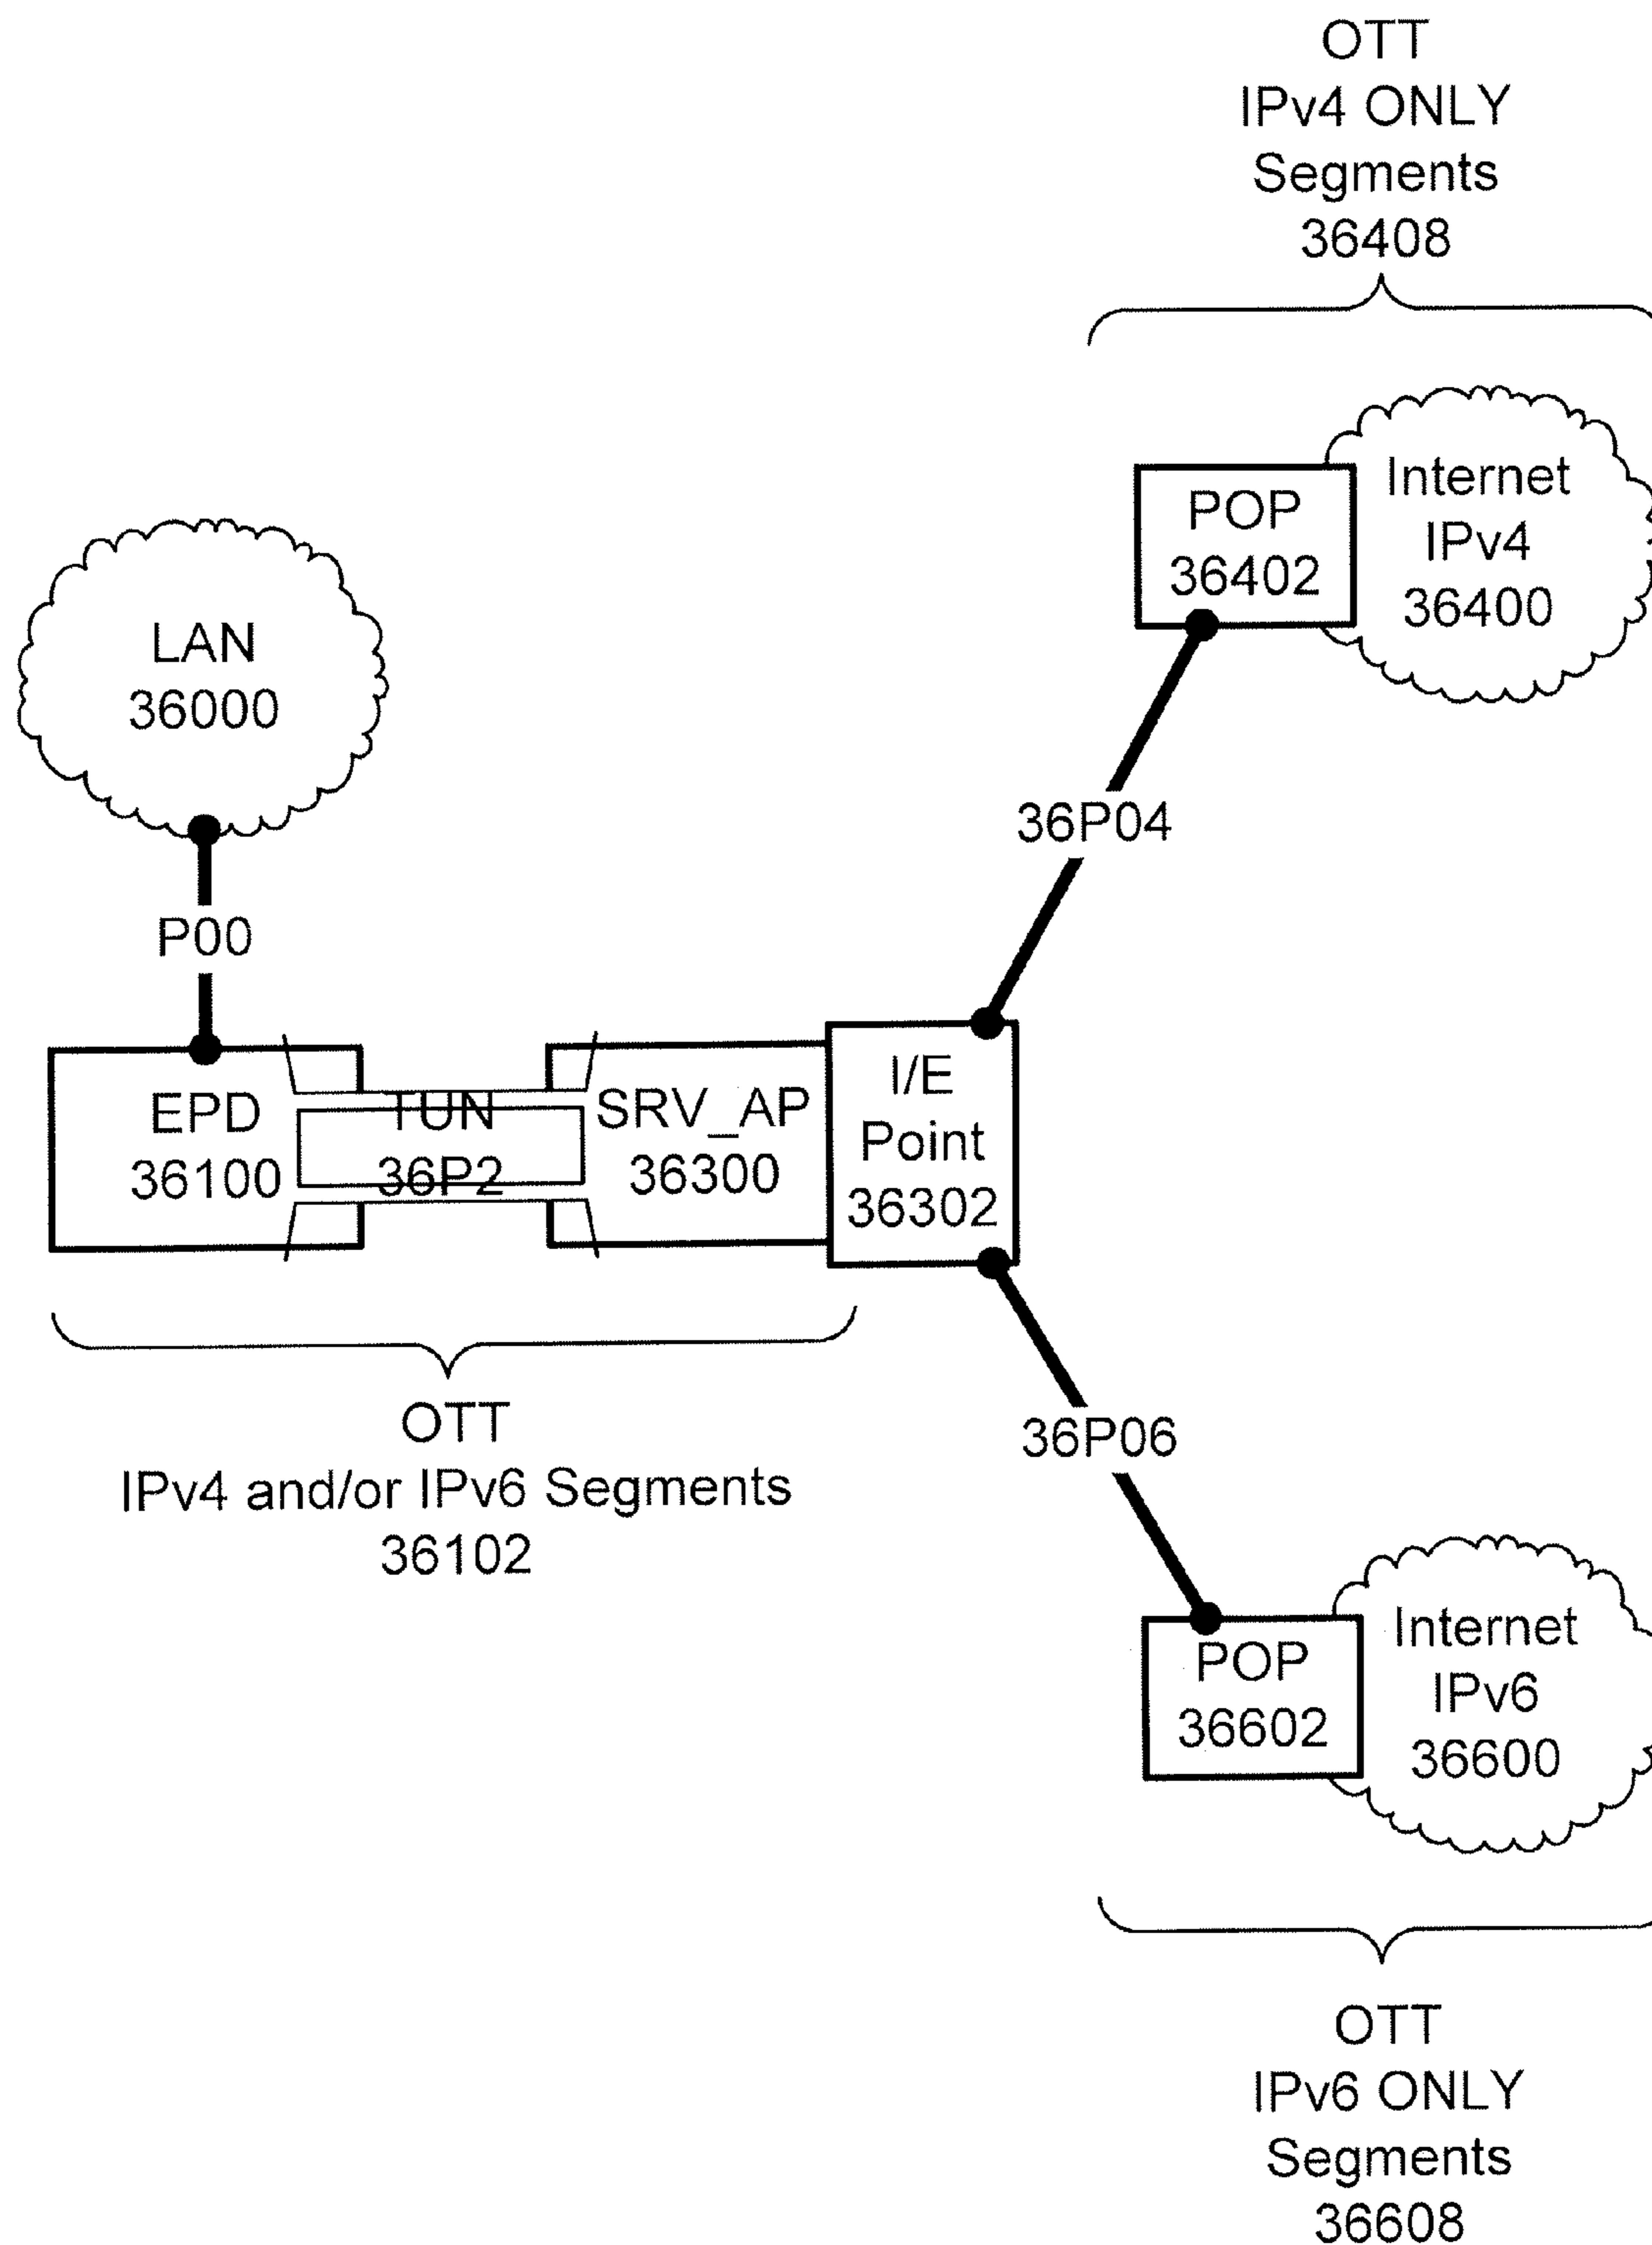 OTT
IPv4 ONLY
Segments
36408
Internet
IPv4
36400
POP
36402
LAN
36000
36P04
P00
EPD
36100
TUN
36P2
SRV_AP
36300
I/E
Point
36302
36P06
OTT
IPv4 and/or IPv6 Segments
36102
POP
36602
Internet
IPv6
36600
OTT
IPv6 ONLY
Segments
36608